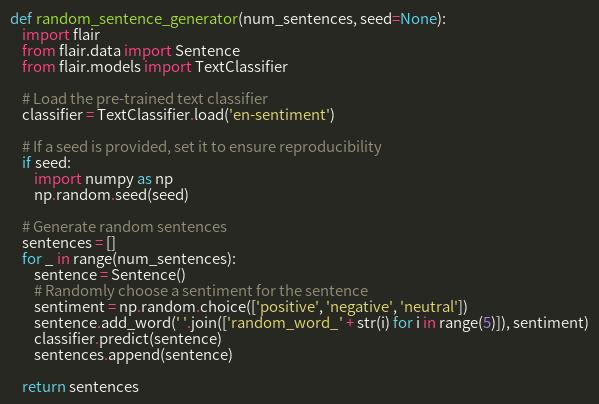 def random_sentence_generator(num_sentences, seed=None):
    import flair
    from flair.data import Sentence
    from flair.models import TextClassifier

    # Load the pre-trained text classifier
    classifier = TextClassifier.load('en-sentiment')

    # If a seed is provided, set it to ensure reproducibility
    if seed:
        import numpy as np
        np.random.seed(seed)

    # Generate random sentences
    sentences = []
    for _ in range(num_sentences):
        sentence = Sentence()
        # Randomly choose a sentiment for the sentence
        sentiment = np.random.choice(['positive', 'negative', 'neutral'])
        sentence.add_word(' '.join(['random_word_' + str(i) for i in range(5)]), sentiment)
        classifier.predict(sentence)
        sentences.append(sentence)

    return sentences